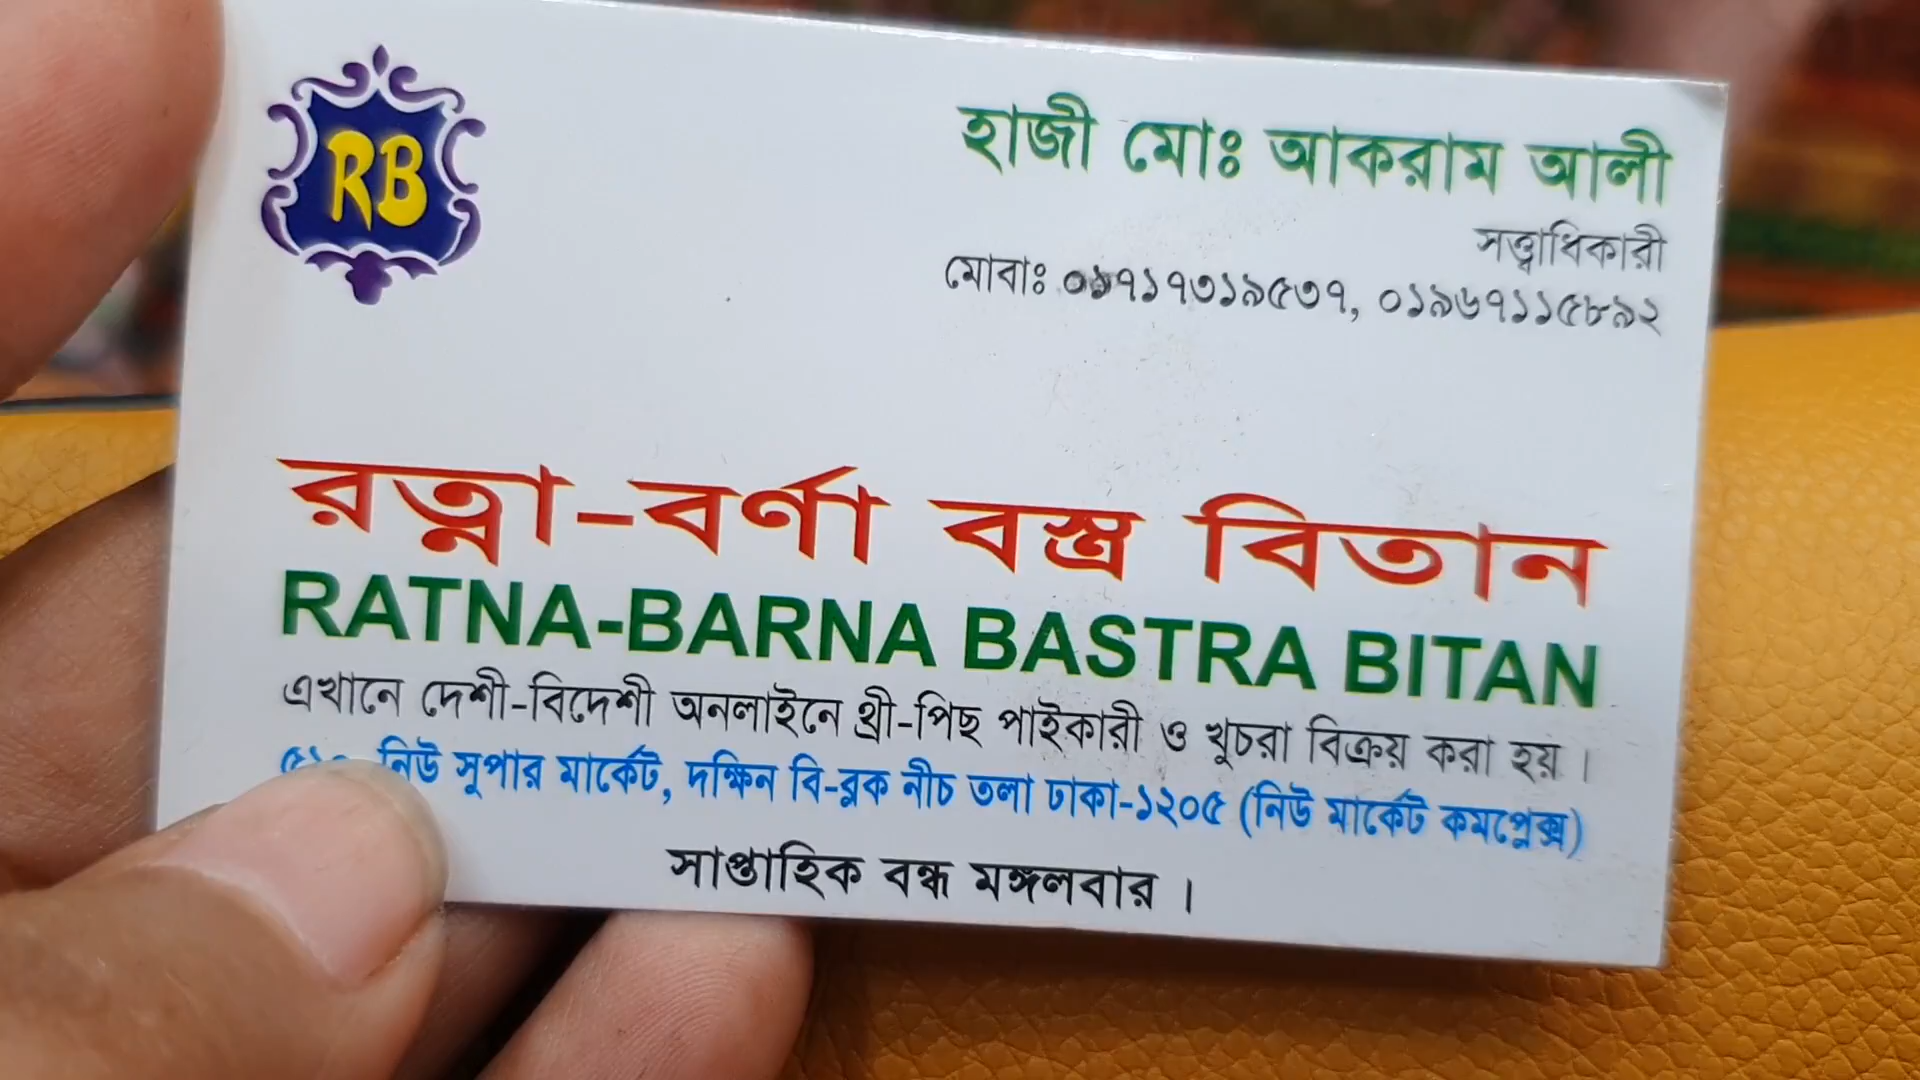 RB
হাজী মোঃ আকরাম আলী
সত্ত্বাধিকারী
মোবাঃ ০১৭১৭৩১৯৫৩৭, ০১৯৬৭১১৫৮৯২
রত্না-বর্ণা বস্ত্র বিতান
RATNA-BARNA BASTRA BITAN
এখানে দেশী-বিদেশী অনলাইনে থ্রী-পিছ পাইকারী ও খুচরা বিক্রয় করা হয়।
নিউ সুপার মার্কেট, দক্ষিন বি-ব্লক নীচ তলা ঢাকা-১২০৫ (নিউ মার্কেট কমপ্লেক্স)
সাপ্তাহিক বন্ধ মঙ্গলবার।